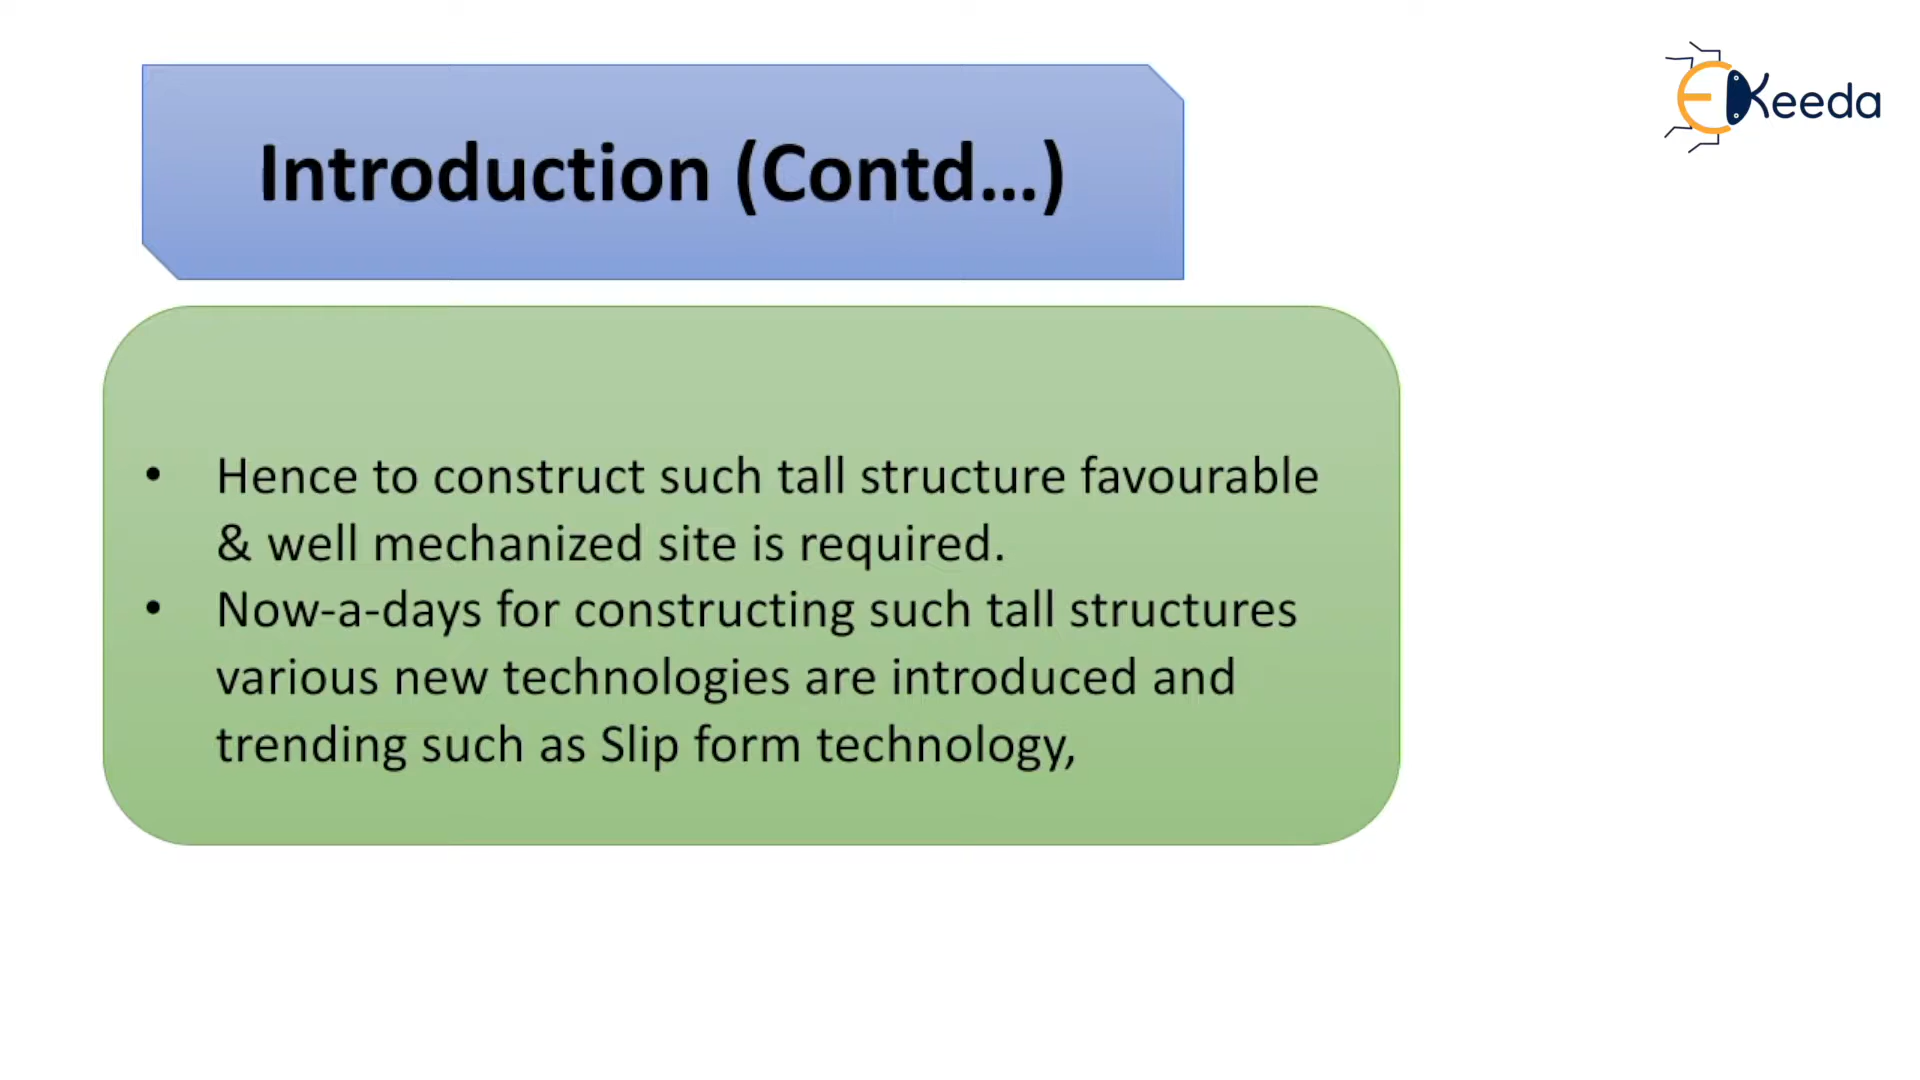 EKeeda
Introduction (Contd...)
• Hence to construct such tall structure favourable
& well mechanized site is required.
• Now-a-days for constructing such tall structures
various new technologies are introduced and
trending such as Slip form technology,